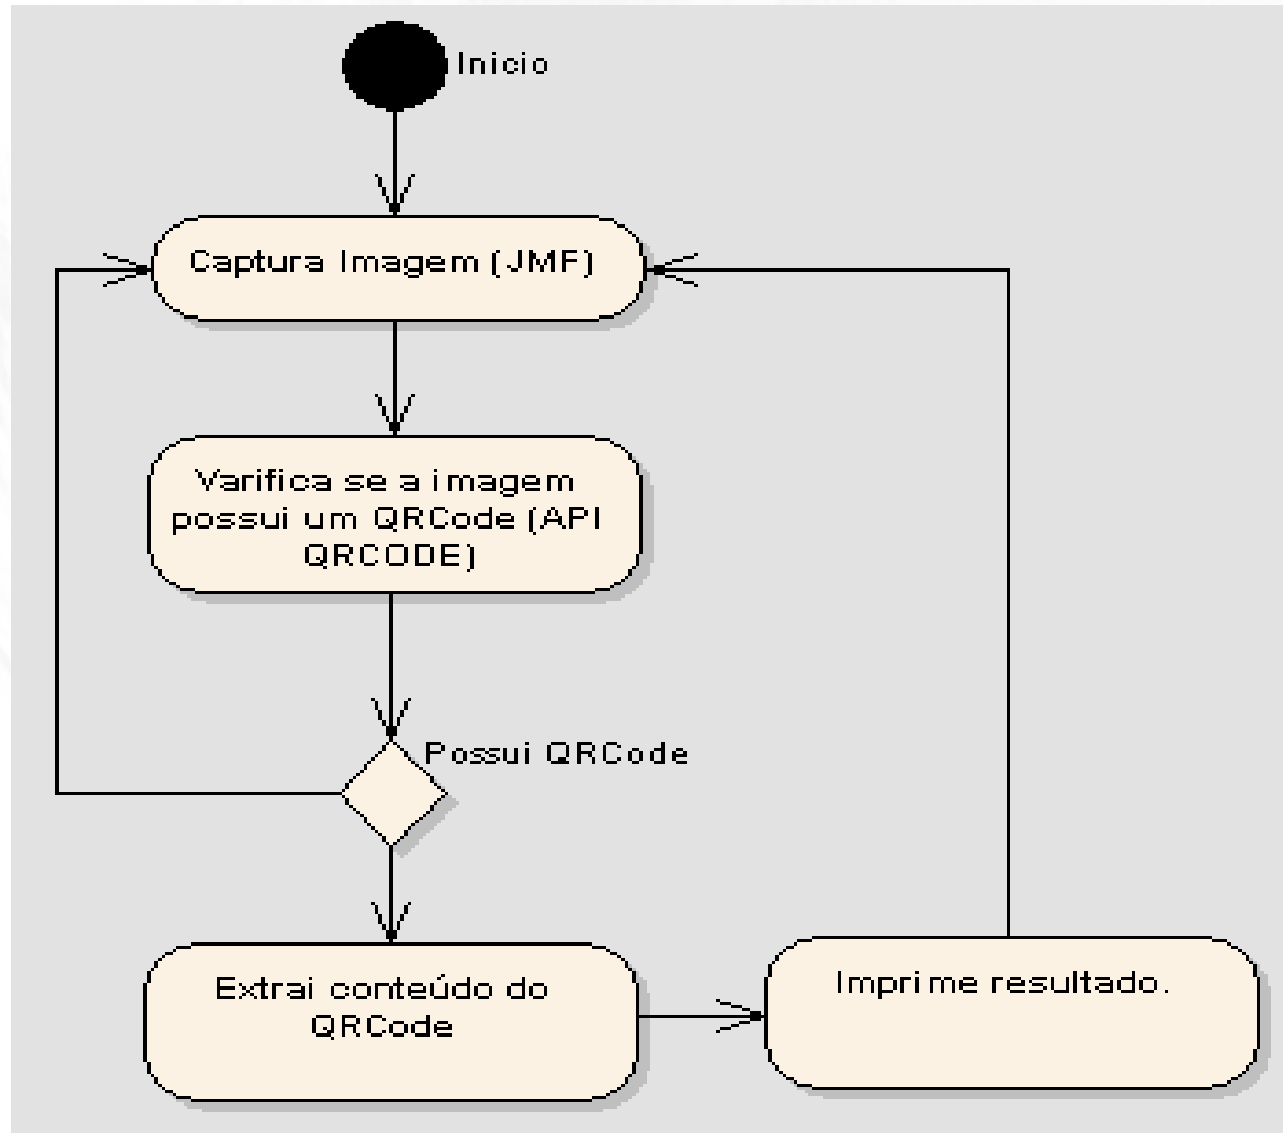 Inicio
Captura Imagem (JMF)
Varifica se a imagem
possui um QRCode (API
QRCODE)
Possui QRCode
Extrai conteúdo do
QRCode
Imprime resultado.